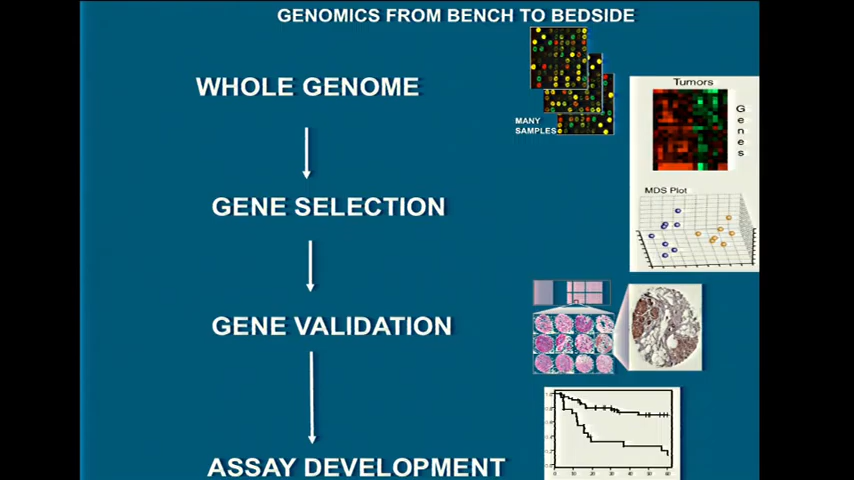 GENOMICS FROM BENCH TO BEDSIDE
WHOLE GENOME
MANY
SAMPLES
Tumors
Genes
GENE SELECTION
MDS Plot
GENE VALIDATION
ASSAY DEVELOPMENT